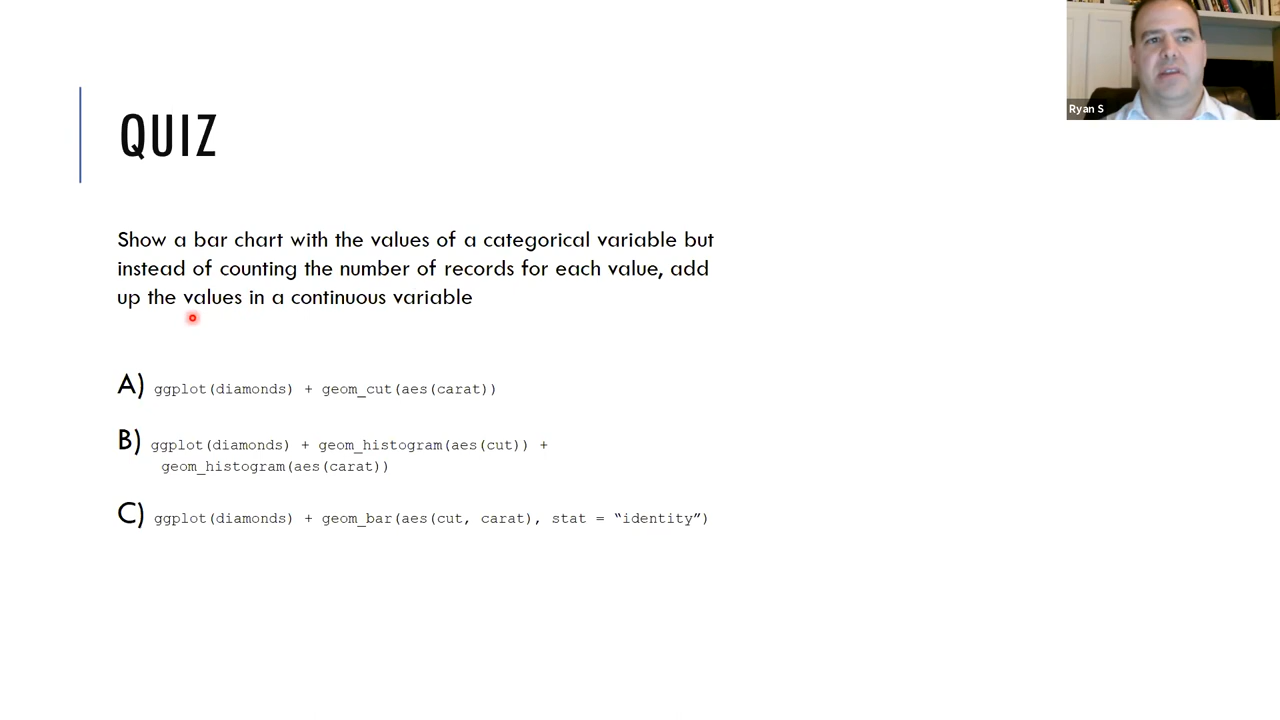 Ryan S
QUIZ
Show a bar chart with the values of a categorical variable but
instead of counting the number of records for each value, add
up the values in a continuous variable
A) ggplot(diamonds) + geom_cut(aes(carat))
B) ggplot(diamonds) + geom_histogram(aes(cut)) +
geom_histogram(aes(carat))
C) ggplot(diamonds) + geom_bar(aes(cut, carat), stat = “identity”)